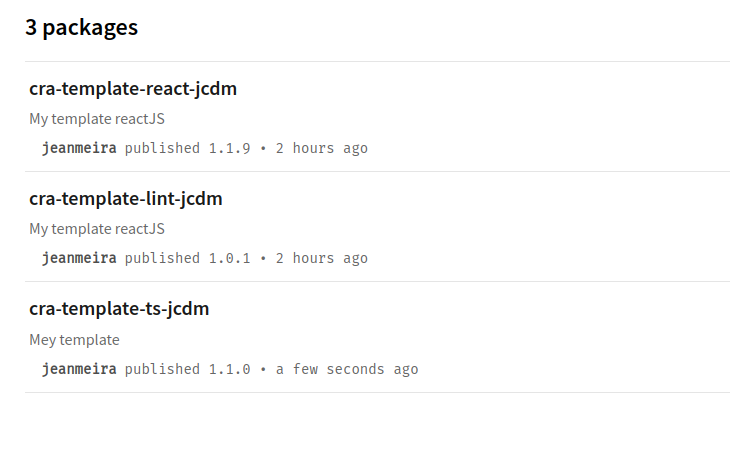 3 packages
cra-template-react-jcdm
My template reactJS
jeanmeira published 1.1.9 • 2 hours ago
cra-template-lint-jcdm
My template reactJS
jeanmeira published 1.0.1 • 2 hours ago
cra-template-ts-jcdm
Mey template
jeanmeira published 1.1.0 • a few seconds ago